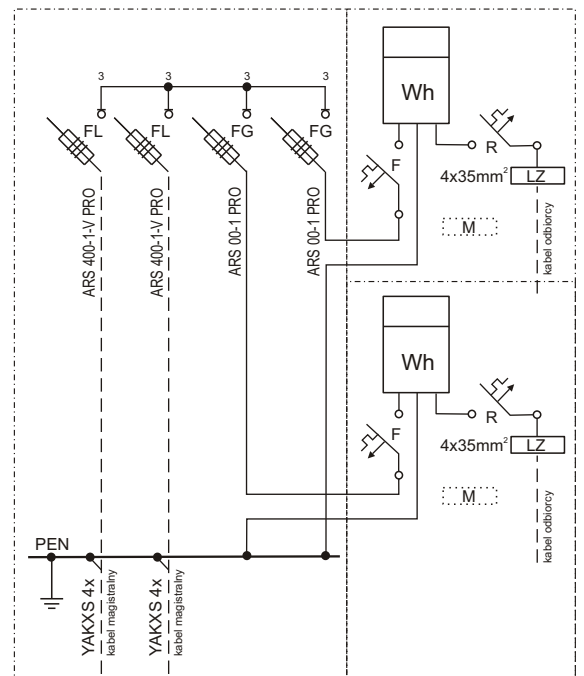 3 3 3 3
FL FL FG FG
ARS 400-1-V PRO
ARS 400-1-V PRO
ARS 00-1 PRO
ARS 00-1 PRO
Wh
F
R
4x35mm² LZ
M
kabel odbiorcy
Wh
F
R
4x35mm² LZ
M
kabel odbiorcy
PEN
YAKXS 4x
kabel magistralny
YAKXS 4x
kabel magistralny